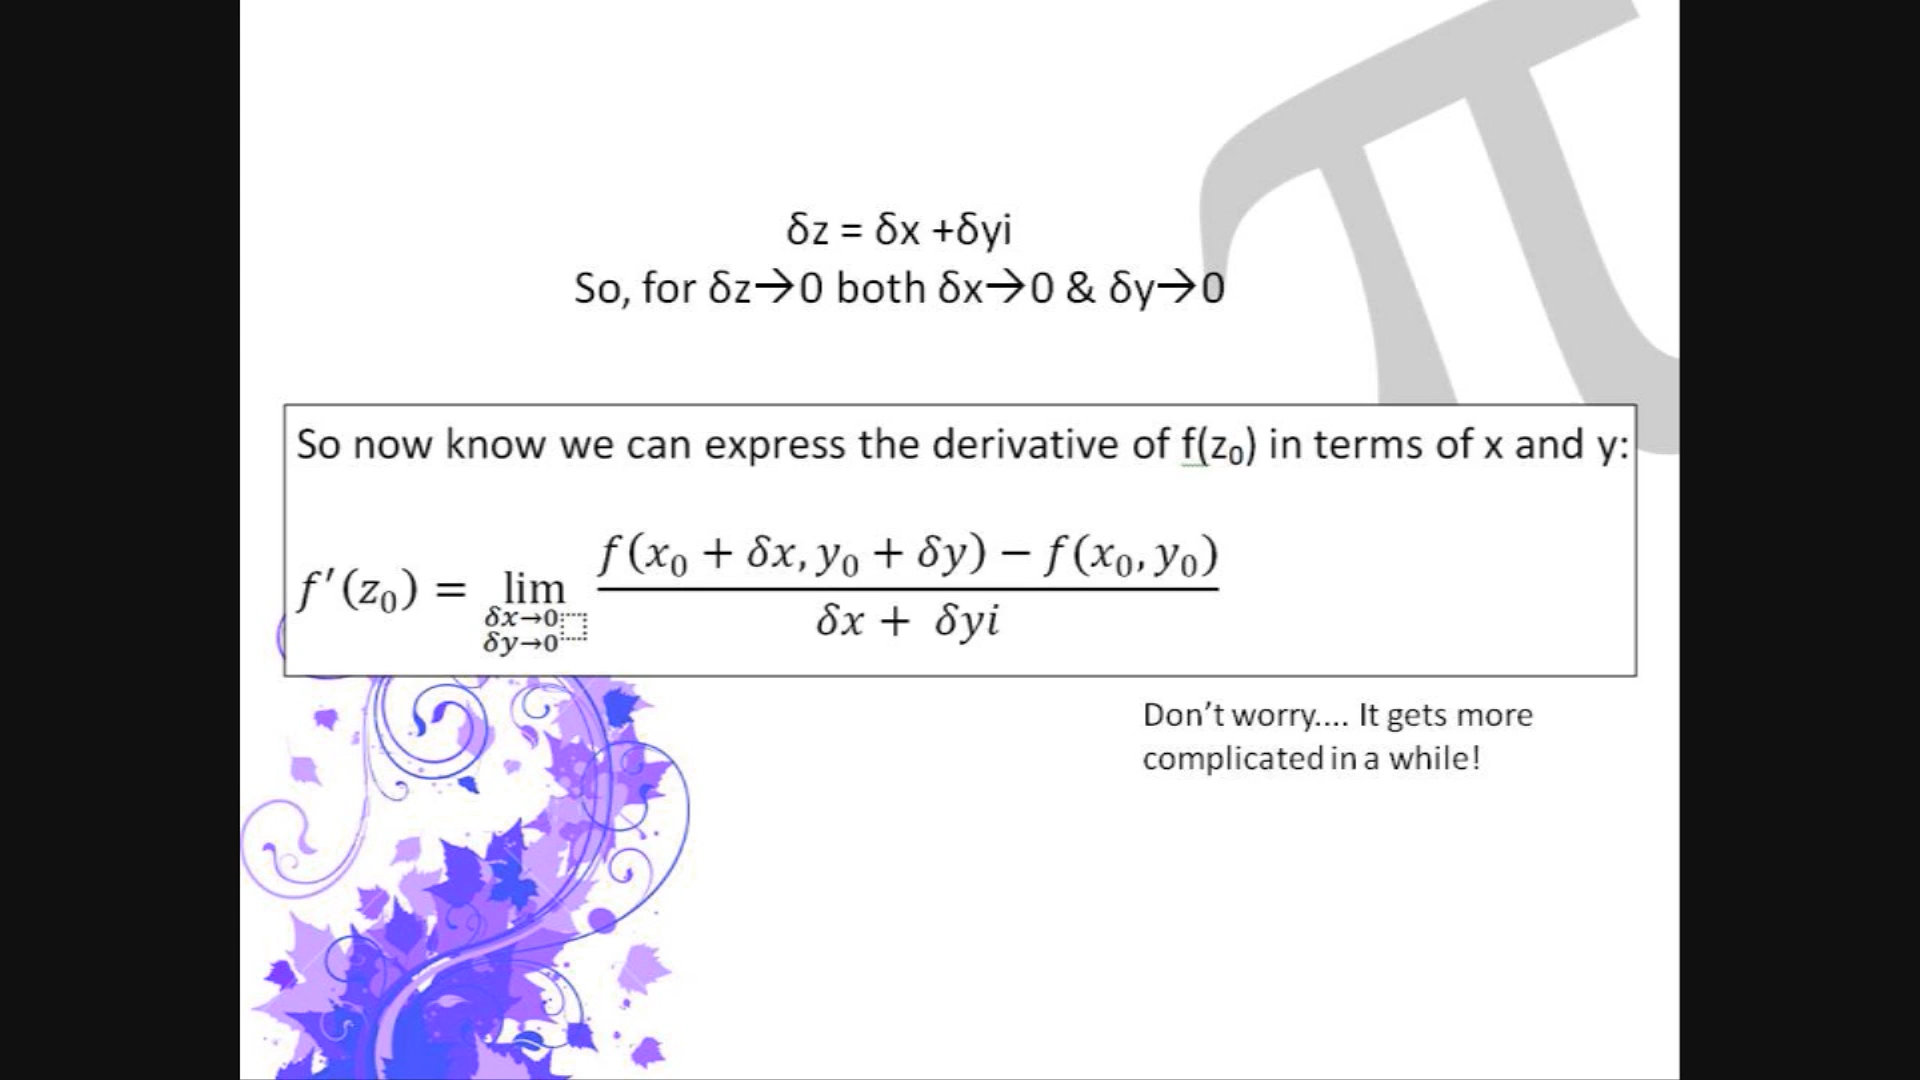 δz = δx +δyi
So, for δz→0 both δx→0 & δy→0
So now know we can express the derivative of f(z₀) in terms of x and y:
f′(z₀) = lim δx→0 δy→0 f(x₀ + δx, y₀ + δy) − f(x₀, y₀) / δx + δyi
Don't worry.... It gets more
complicated in a while!
π